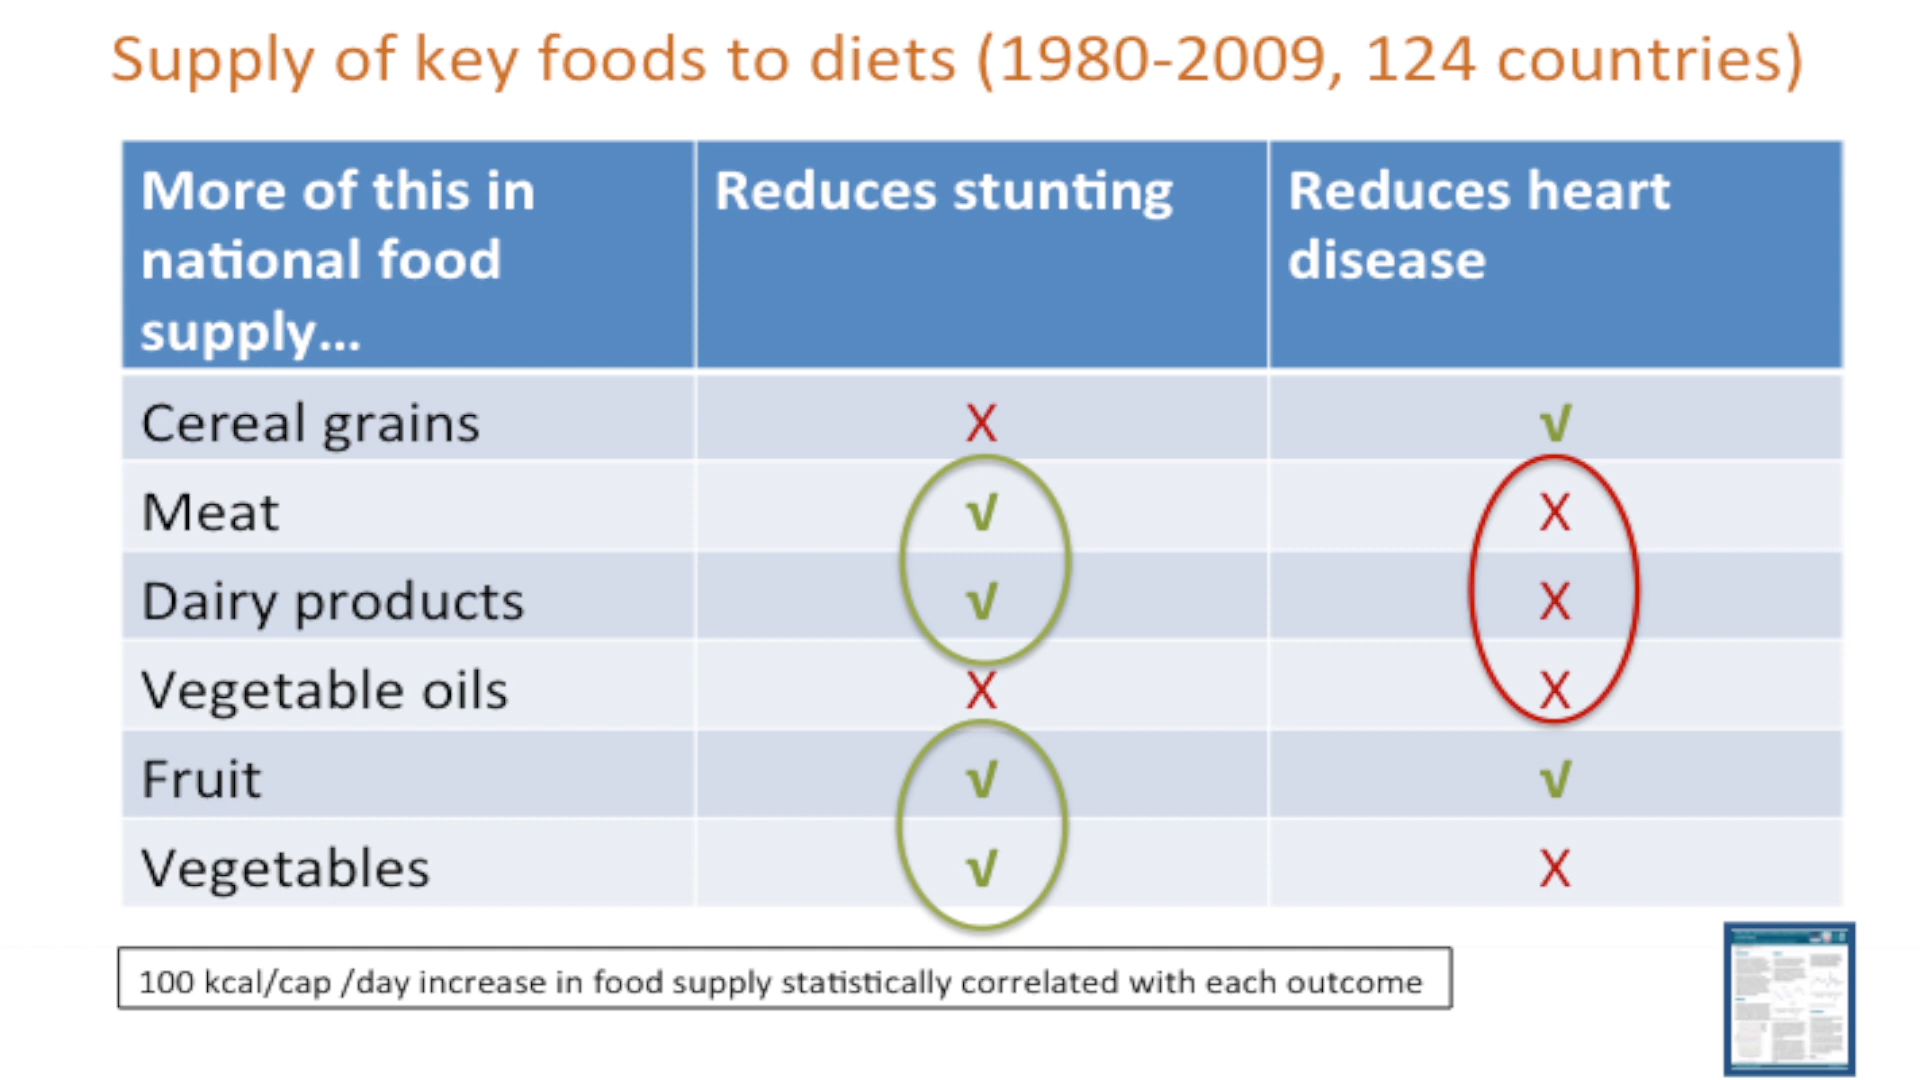 Supply of key foods to diets (1980-2009, 124 countries)
More of this in
national food
supply...
Reduces stunting
Reduces heart
disease
Cereal grains X √
Meat √ X
Dairy products √ X
Vegetable oils X X
Fruit √ √
Vegetables √ X
100 kcal/cap /day increase in food supply statistically correlated with each outcome